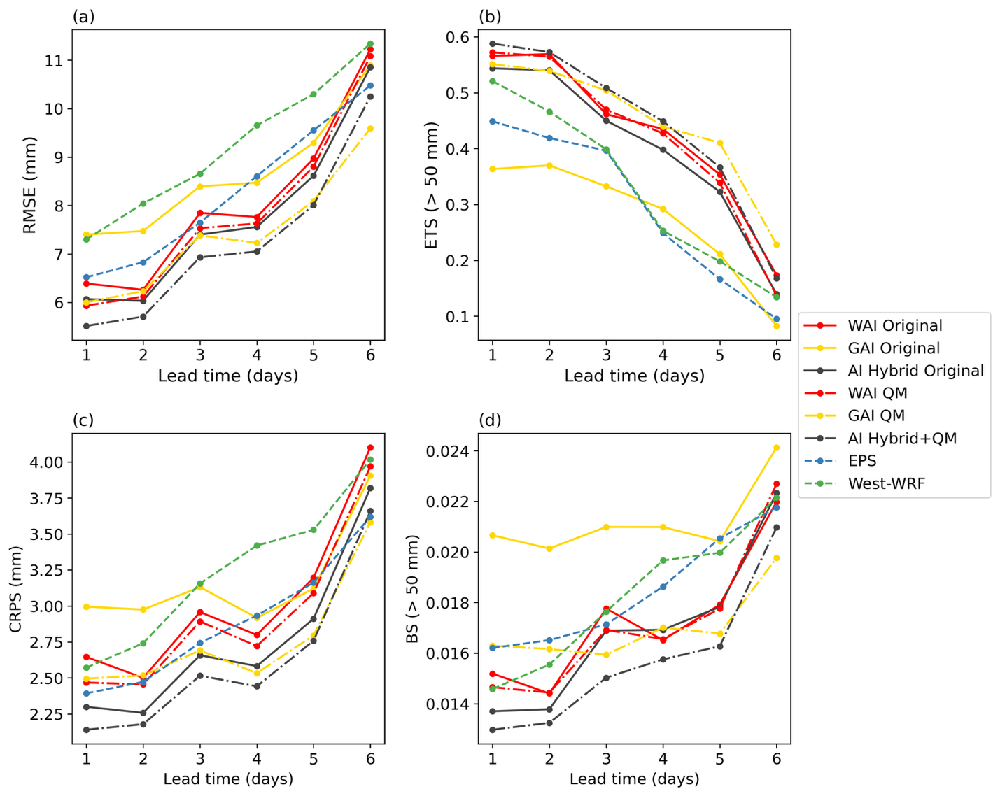 (a)
11
10
9
8
7
6
RMSE (mm)
1 2 3 4 5 6
Lead time (days)
(b)
0.6
0.5
0.4
0.3
0.2
0.1
ETS (> 50 mm)
1 2 3 4 5 6
Lead time (days)
(c)
4.00
3.75
3.50
3.25
3.00
2.75
2.50
2.25
CRPS (mm)
1 2 3 4 5 6
Lead time (days)
(d)
0.024
0.022
0.020
0.018
0.016
0.014
BS (> 50 mm)
1 2 3 4 5 6
Lead time (days)
WAI Original
GAI Original
AI Hybrid Original
WAI QM
GAI QM
AI Hybrid+QM
EPS
West-WRF